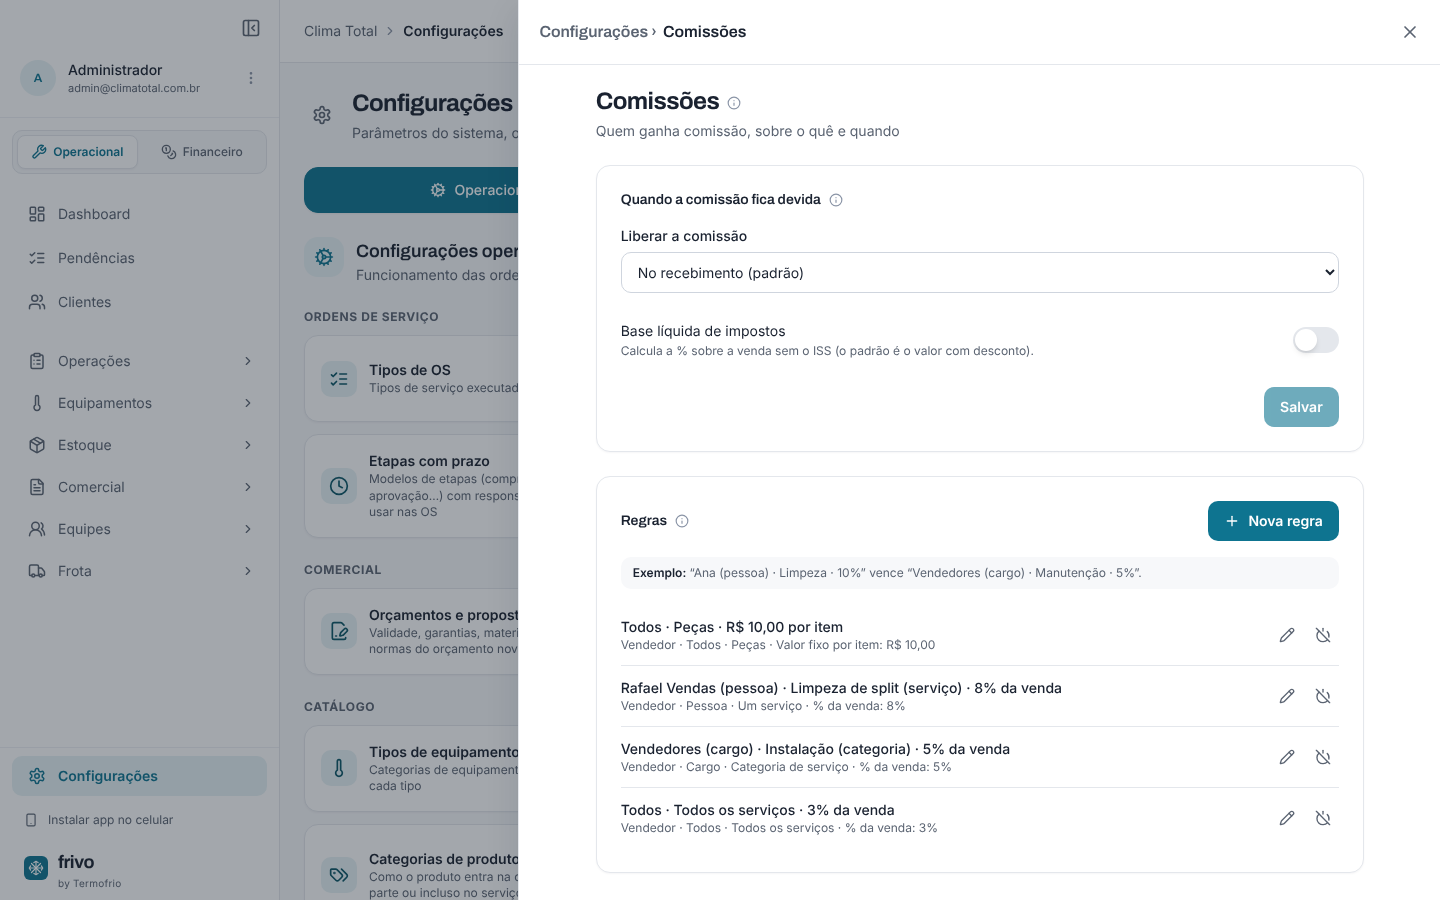 Administrador
A
admin@climatotal.com.br
Operacional
Financeiro
Dashboard
Pendências
Clientes
Operações
Equipamentos
Estoque
Comercial
Equipes
Frota
Configurações
Instalar app no celular
frivo
by Termofrio
Clima Total > Configurações
Configurações
Parâmetros do sistema, c
Operacion
Configurações oper
Funcionamento das orde
ORDENS DE SERVIÇO
Tipos de OS
Tipos de serviço executad
Etapas com prazo
Modelos de etapas (comp
aprovação...) com respons
usar nas OS
COMERCIAL
Orçamentos e propost
Validade, garantias, materi
normas do orçamento nov
CATÁLOGO
Tipos de equipamento
Categorias de equipament
cada tipo
Categorias de produto
Como o produto entra na c
parte ou incluso no serviço
Configurações › Comissões
Comissões
Quem ganha comissão, sobre o quê e quando
Quando a comissão fica devida
Liberar a comissão
No recebimento (padrão)
Base líquida de impostos
Calcula a % sobre a venda sem o ISS (o padrão é o valor com desconto).
Salvar
Regras
+ Nova regra
Exemplo: “Ana (pessoa) · Limpeza · 10%” vence “Vendedores (cargo) · Manutenção · 5%”.
Todos · Peças · R$ 10,00 por item
Vendedor · Todos · Peças · Valor fixo por item: R$ 10,00
Rafael Vendas (pessoa) · Limpeza de split (serviço) · 8% da venda
Vendedor · Pessoa · Um serviço · % da venda: 8%
Vendedores (cargo) · Instalação (categoria) · 5% da venda
Vendedor · Cargo · Categoria de serviço · % da venda: 5%
Todos · Todos os serviços · 3% da venda
Vendedor · Todos · Todos os serviços · % da venda: 3%